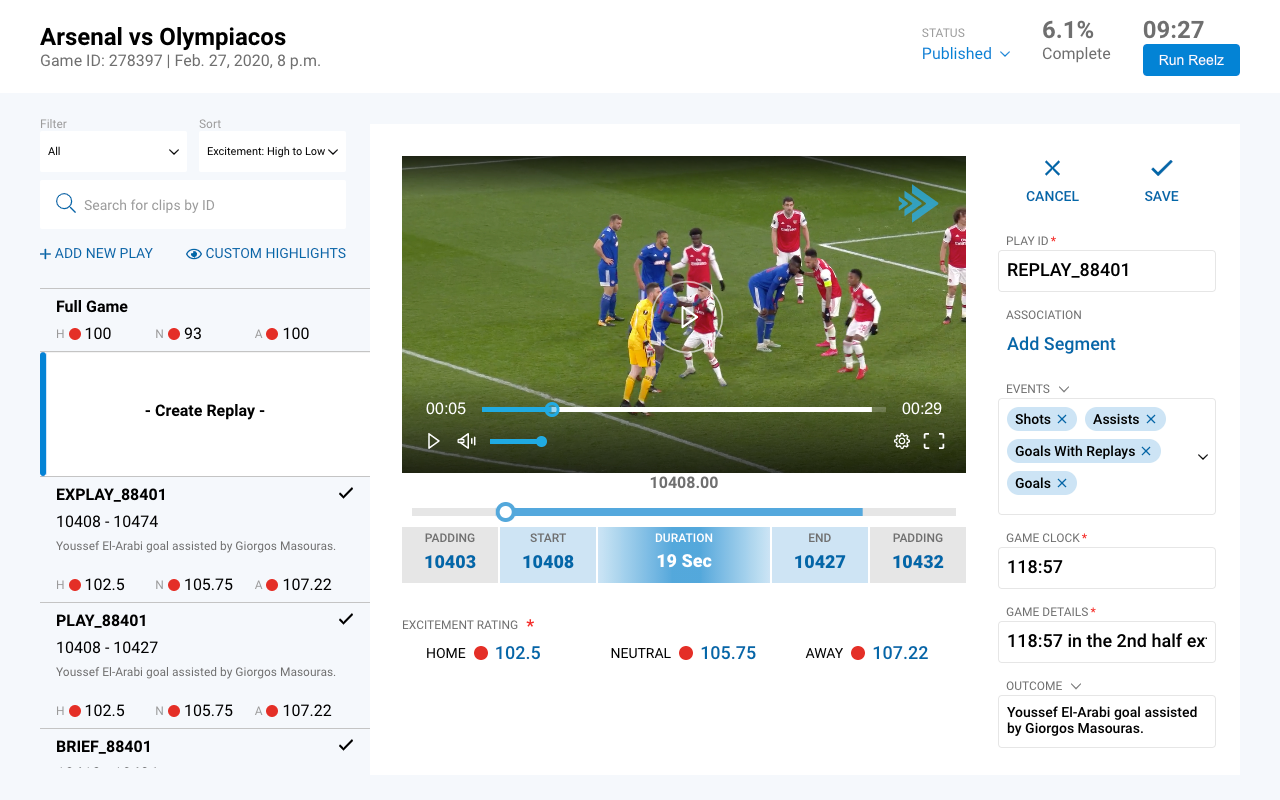 Arsenal vs Olympiacos
Game ID: 278397 | Feb. 27, 2020, 8 p.m.
STATUS
Published
6.1%
Complete
09:27
Run Reelz
Filter
All
Sort
Excitement: High to Low
Search for clips by ID
+ ADD NEW PLAY
CUSTOM HIGHLIGHTS
Full Game
H 100 N 93 A 100
- Create Replay -
EXPLAY_88401
10408 - 10474
Youssef El-Arabi goal assisted by Giorgos Masouras.
H 102.5 N 105.75 A 107.22
PLAY_88401
10408 - 10427
Youssef El-Arabi goal assisted by Giorgos Masouras.
H 102.5 N 105.75 A 107.22
BRIEF_88401
00:05
00:29
10408.00
PADDING
10403
START
10408
DURATION
19 Sec
END
10427
PADDING
10432
EXCITEMENT RATING *
HOME 102.5
NEUTRAL 105.75
AWAY 107.22
CANCEL
SAVE
PLAY ID*
REPLAY_88401
ASSOCIATION
Add Segment
EVENTS
Shots
Assists
Goals With Replays
Goals
GAME CLOCK*
118:57
GAME DETAILS*
118:57 in the 2nd half ex
OUTCOME
Youssef El-Arabi goal assisted
by Giorgos Masouras.